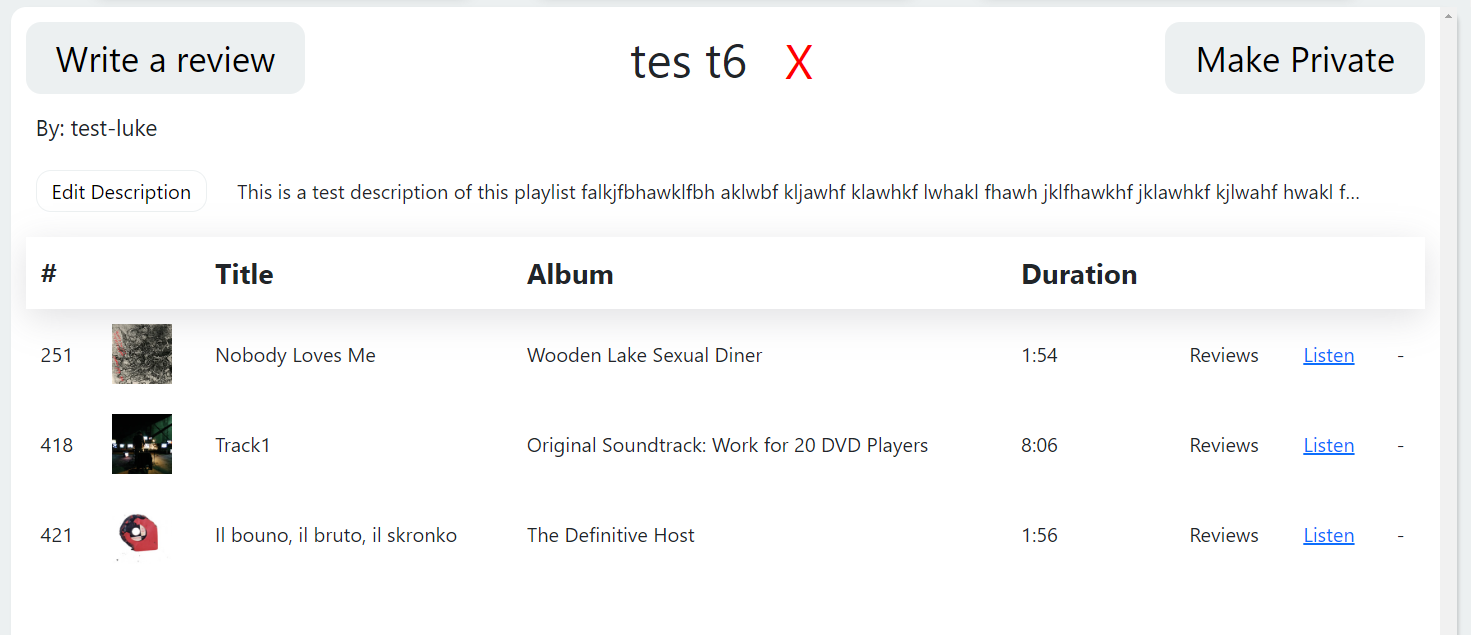 Write a review tes t6 X Make Private
By: test-luke
Edit Description This is a test description of this playlist falkjfbhawklfbh aklwbf kljawhf klawhkf lwhakl fhawh jklfhawkhf jklawhkf kjlwahf hwakl f...
# Title Album Duration
251 Nobody Loves Me Wooden Lake Sexual Diner 1:54 Reviews Listen -
418 Track1 Original Soundtrack: Work for 20 DVD Players 8:06 Reviews Listen -
421 Il bouno, il bruto, il skronko The Definitive Host 1:56 Reviews Listen -